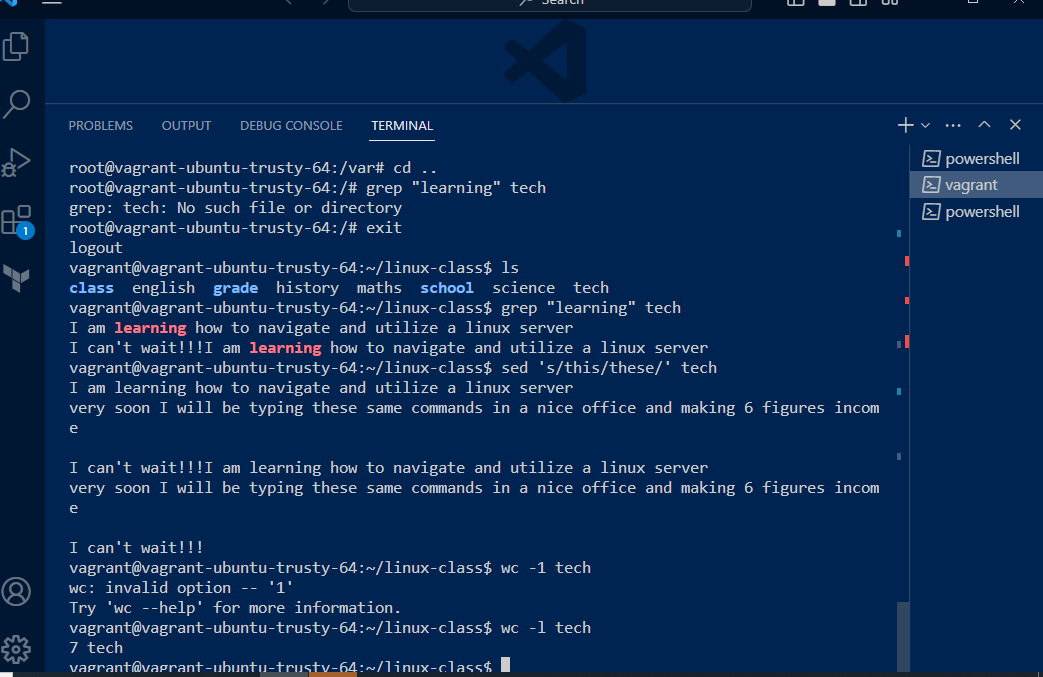 Search
PROBLEMS OUTPUT DEBUG CONSOLE TERMINAL
powershell
vagrant
powershell
1
root@vagrant-ubuntu-trusty-64:/var# cd ..
root@vagrant-ubuntu-trusty-64:/# grep "learning" tech
grep: tech: No such file or directory
root@vagrant-ubuntu-trusty-64:/# exit
logout
vagrant@vagrant-ubuntu-trusty-64:~/linux-class$ ls
class english grade history maths school science tech
vagrant@vagrant-ubuntu-trusty-64:~/linux-class$ grep "learning" tech
I am learning how to navigate and utilize a linux server
I can't wait!!!I am learning how to navigate and utilize a linux server
vagrant@vagrant-ubuntu-trusty-64:~/linux-class$ sed 's/this/these/' tech
I am learning how to navigate and utilize a linux server
very soon I will be typing these same commands in a nice office and making 6 figures incom
e
I can't wait!!!I am learning how to navigate and utilize a linux server
very soon I will be typing these same commands in a nice office and making 6 figures incom
e
I can't wait!!!
vagrant@vagrant-ubuntu-trusty-64:~/linux-class$ wc -1 tech
wc: invalid option -- '1'
Try 'wc --help' for more information.
vagrant@vagrant-ubuntu-trusty-64:~/linux-class$ wc -l tech
7 tech
vagrant@vagrant-ubuntu-trusty-64:~/linux-class$